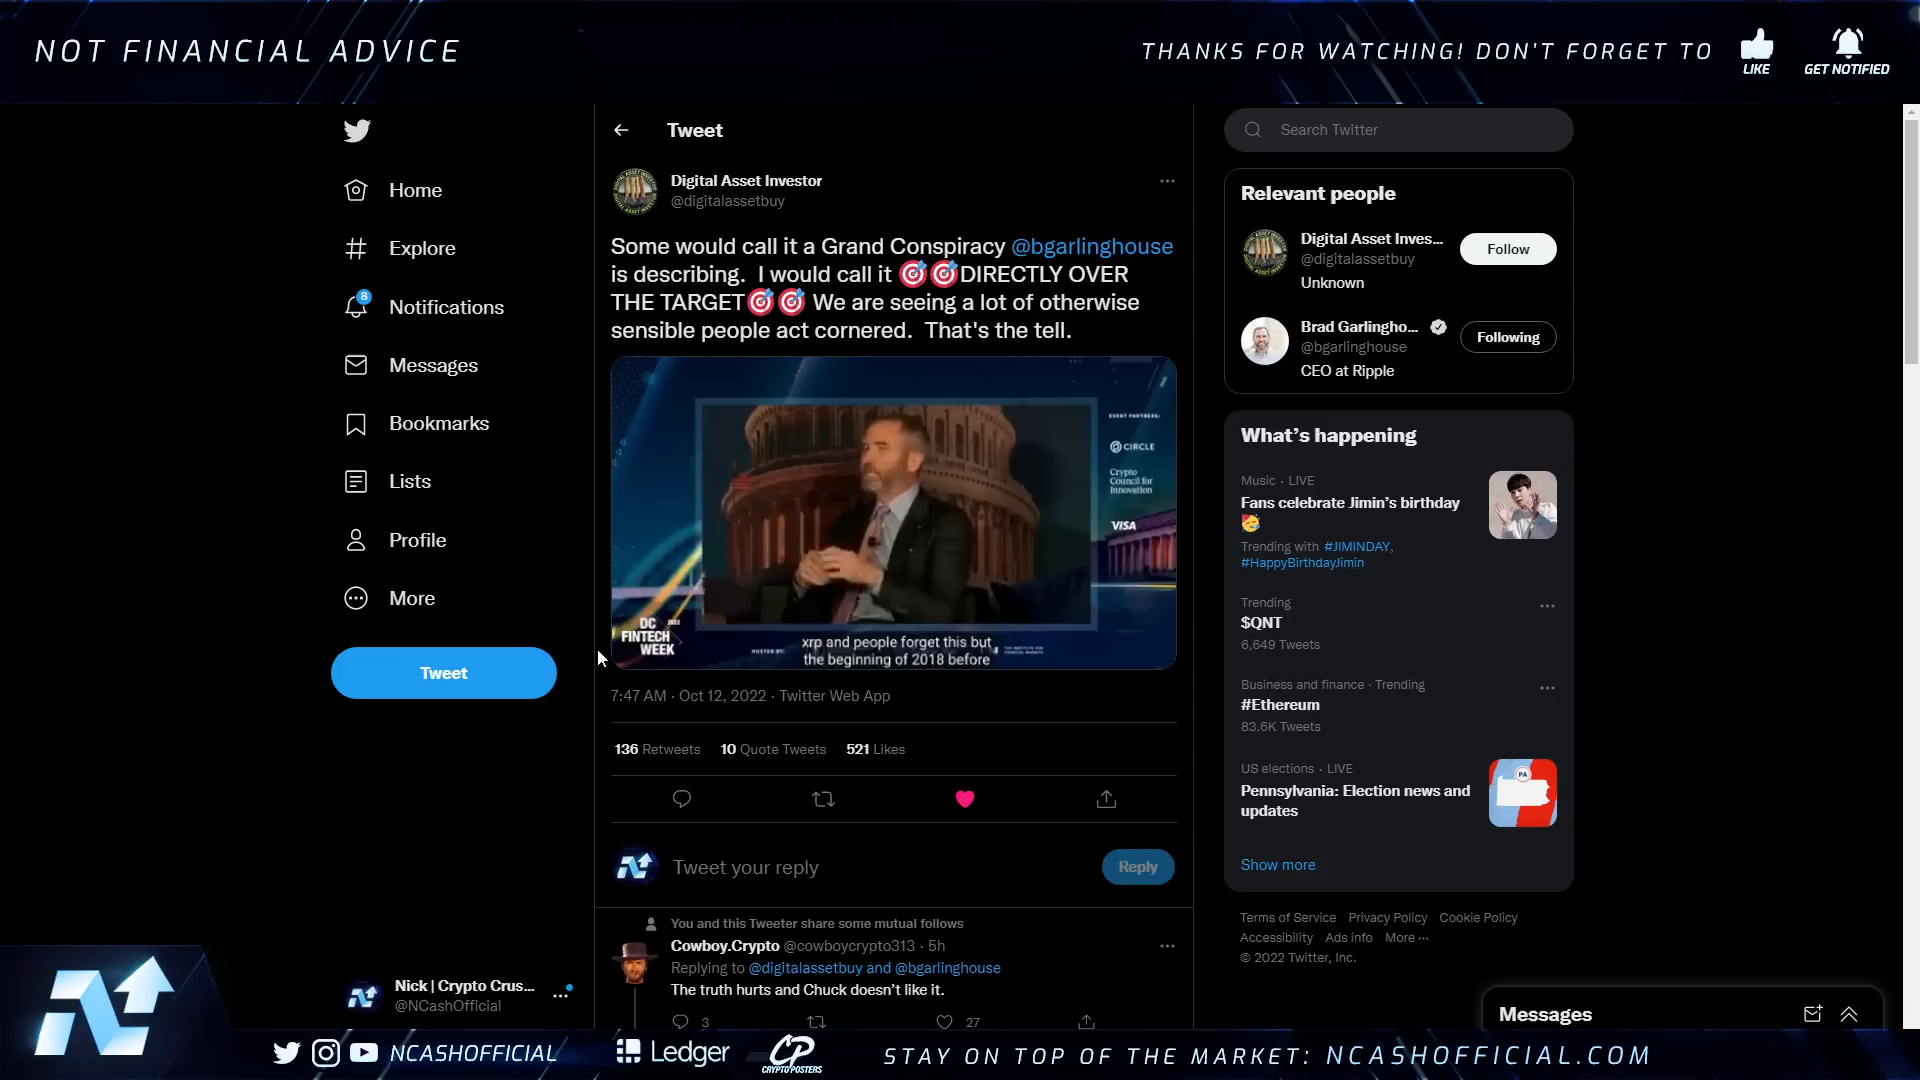 NOT FINANCIAL ADVICE
THANKS FOR WATCHING! DON'T FORGET TO
LIKE
GET NOTIFIED
Home
Explore
8
Notifications
Messages
Bookmarks
Lists
Profile
More
Tweet
Nick | Crypto Crus...
@NCashOfficial
Tweet
Digital Asset Investor
@digitalassetbuy
Some would call it a Grand Conspiracy @bgarlinghouse
is describing.  I would call it 🎯🎯DIRECTLY OVER
THE TARGET🎯🎯 We are seeing a lot of otherwise
sensible people act cornered.  That's the tell.
EVENT PARTNERS:
CIRCLE
Crypto
Council for
Innovation
VISA
DC 2022
FINTECH
WEEK
HOSTED BY:
xrp and people forget this but
the beginning of 2018 before
7:47 AM · Oct 12, 2022 · Twitter Web App
136 Retweets 10 Quote Tweets 521 Likes
Tweet your reply
Reply
You and this Tweeter share some mutual follows
Cowboy.Crypto @cowboycrypto313 · 5h
Replying to @digitalassetbuy and @bgarlinghouse
The truth hurts and Chuck doesn't like it.
3
27
Search Twitter
Relevant people
Digital Asset Inves...
@digitalassetbuy
Unknown
Follow
Brad Garlingho...
@bgarlinghouse
CEO at Ripple
Following
What's happening
Music · LIVE
Fans celebrate Jimin's birthday
🥳
Trending with #JIMINDAY,
#HappyBirthdayJimin
Trending
$QNT
6,649 Tweets
Business and finance · Trending
#Ethereum
83.6K Tweets
US elections · LIVE
Pennsylvania: Election news and
updates
PA
Show more
Terms of Service Privacy Policy Cookie Policy
Accessibility Ads info More ···
© 2022 Twitter, Inc.
Messages
NCASHOFFICIAL
Ledger
CP
CRYPTOPOSTERS
STAY ON TOP OF THE MARKET: NCASHOFFICIAL.COM